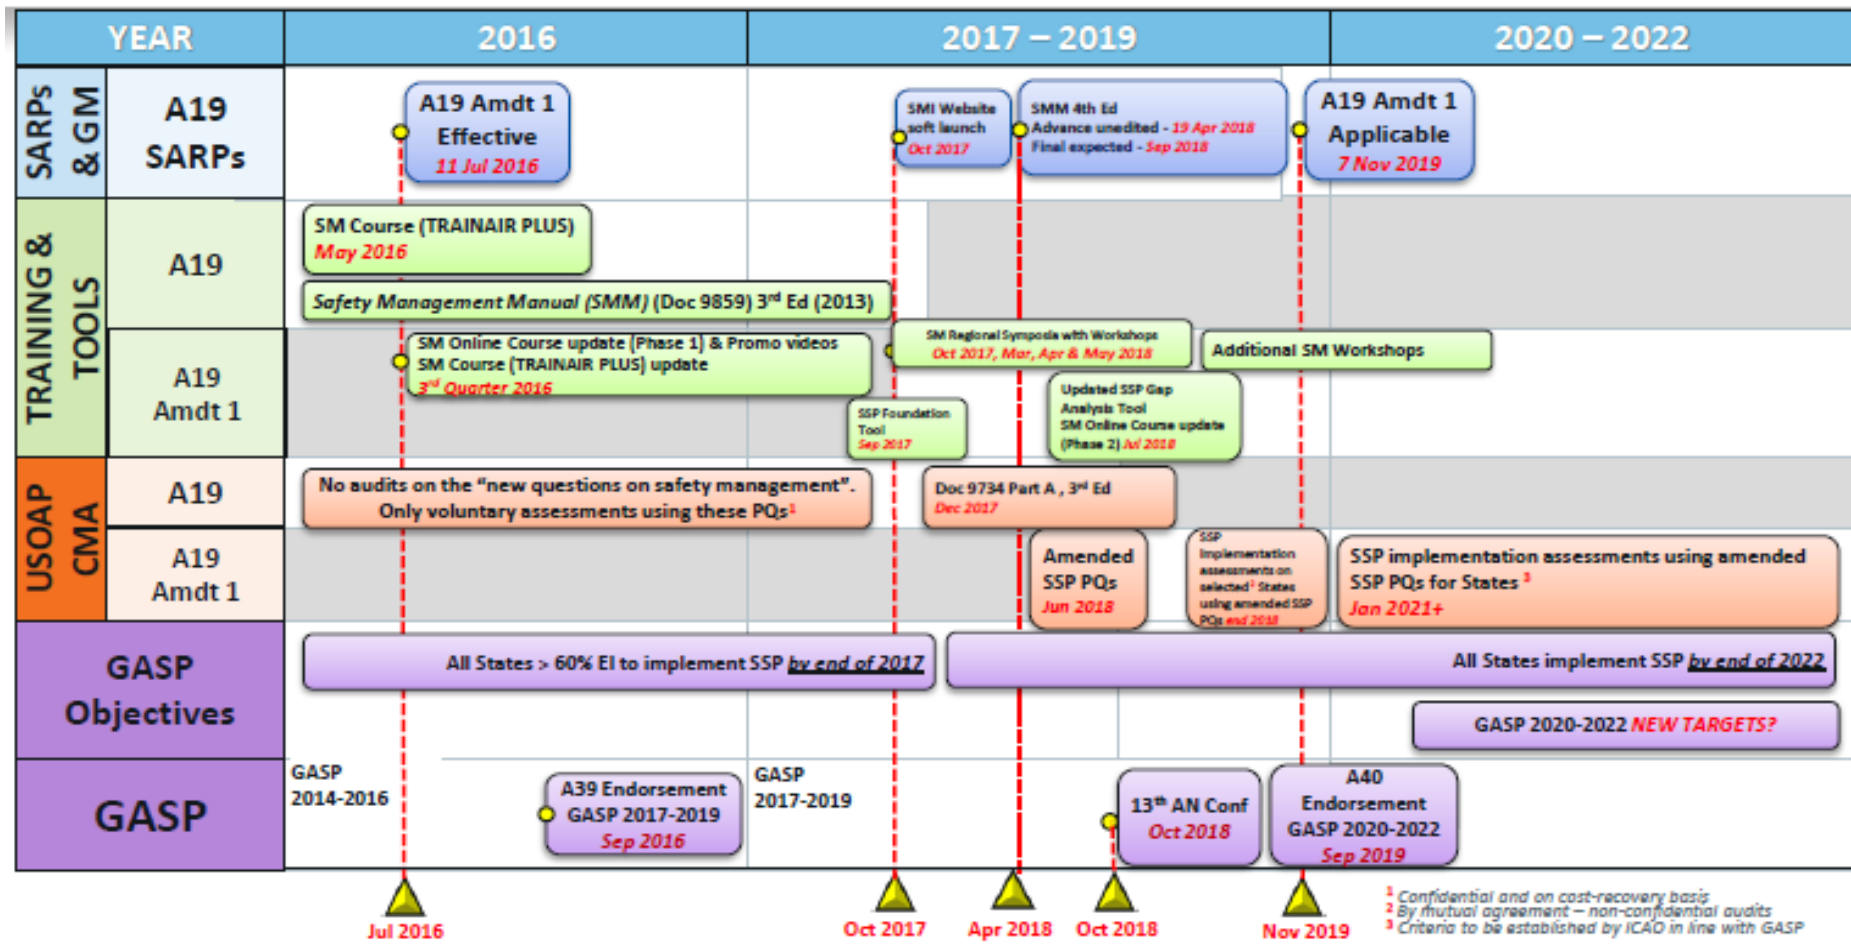 YEAR
2016
2017 – 2019
2020 – 2022
SARPs
& GM
A19
SARPs
A19 Amdt 1
Effective
11 Jul 2016
SMI Website
soft launch
Oct 2017
SMM 4th Ed
Advance unedited - 19 Apr 2018
Final expected - Sep 2018
A19 Amdt 1
Applicable
7 Nov 2019
TRAINING &
TOOLS
A19
SM Course (TRAINAIR PLUS)
May 2016
Safety Management Manual (SMM) (Doc 9859) 3rd Ed (2013)
A19
Amdt 1
SM Online Course update (Phase 1) & Promo videos
SM Course (TRAINAIR PLUS) update
3rd Quarter 2016
SM Regional Symposia with Workshops
Oct 2017, Mar, Apr & May 2018
Additional SM Workshops
SSP Foundation
Tool
Sep 2017
Updated SSP Gap
Analysis Tool
SM Online Course update
(Phase 2) Jul 2018
USOAP
CMA
A19
No audits on the “new questions on safety management”.
Only voluntary assessments using these PQs1
Doc 9734 Part A , 3rd Ed
Dec 2017
A19
Amdt 1
Amended
SSP PQs
Jun 2018
SSP
Implementation
assessments on
selected2 States
using amended SSP
PQs end 2018
SSP implementation assessments using amended
SSP PQs for States 3
Jan 2021+
GASP
Objectives
All States > 60% EI to implement SSP by end of 2017
All States implement SSP by end of 2022
GASP 2020-2022 NEW TARGETS?
GASP
GASP
2014-2016
A39 Endorsement
GASP 2017-2019
Sep 2016
GASP
2017-2019
13th AN Conf
Oct 2018
A40
Endorsement
GASP 2020-2022
Sep 2019
Jul 2016
Oct 2017
Apr 2018
Oct 2018
Nov 2019
1 Confidential and on cost-recovery basis
2 By mutual agreement – non-confidential audits
3 Criteria to be established by ICAO in line with GASP